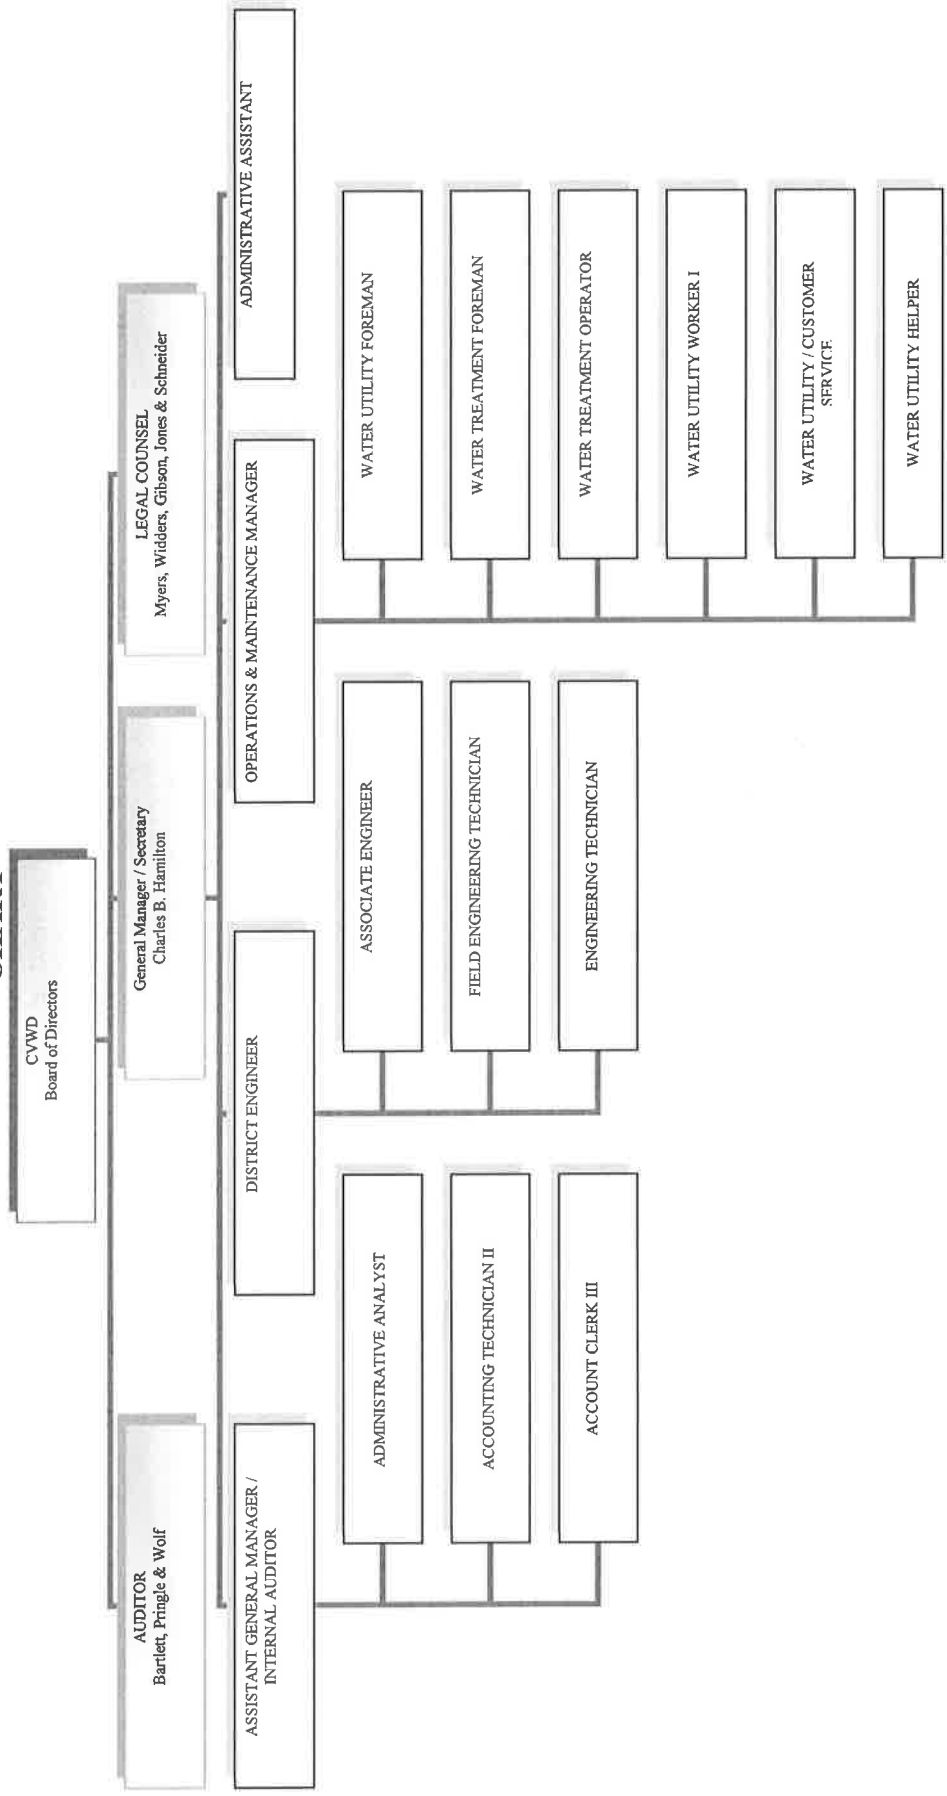 CHART
CVWD
Board of Directors
AUDITOR
Bartlett, Pringle & Wolf
General Manager / Secretary
Charles B. Hamilton
LEGAL COUNSEL
Myers, Widders, Gibson, Jones & Schneider
ASSISTANT GENERAL MANAGER /
INTERNAL AUDITOR
DISTRICT ENGINEER
OPERATIONS & MAINTENANCE MANAGER
ADMINISTRATIVE ASSISTANT
ADMINISTRATIVE ANALYST
ACCOUNTING TECHNICIAN II
ACCOUNT CLERK III
ASSOCIATE ENGINEER
FIELD ENGINEERING TECHNICIAN
ENGINEERING TECHNICIAN
WATER UTILITY FOREMAN
WATER TREATMENT FOREMAN
WATER TREATMENT OPERATOR
WATER UTILITY WORKER I
WATER UTILITY / CUSTOMER
SERVICE
WATER UTILITY HELPER